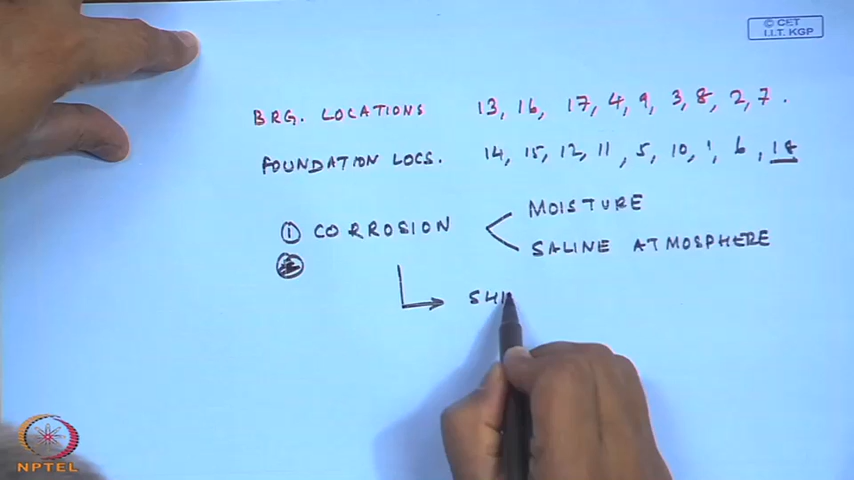 © CET
I.I.T. KGP
BRG. LOCATIONS 13, 16, 17, 4, 9, 3, 8, 2, 7.
FOUNDATION LOCS. 14, 15, 12, 11, 5, 10, 1, 6, 18
① CORROSION < MOISTURE
SALINE ATMOSPHERE
NPTEL